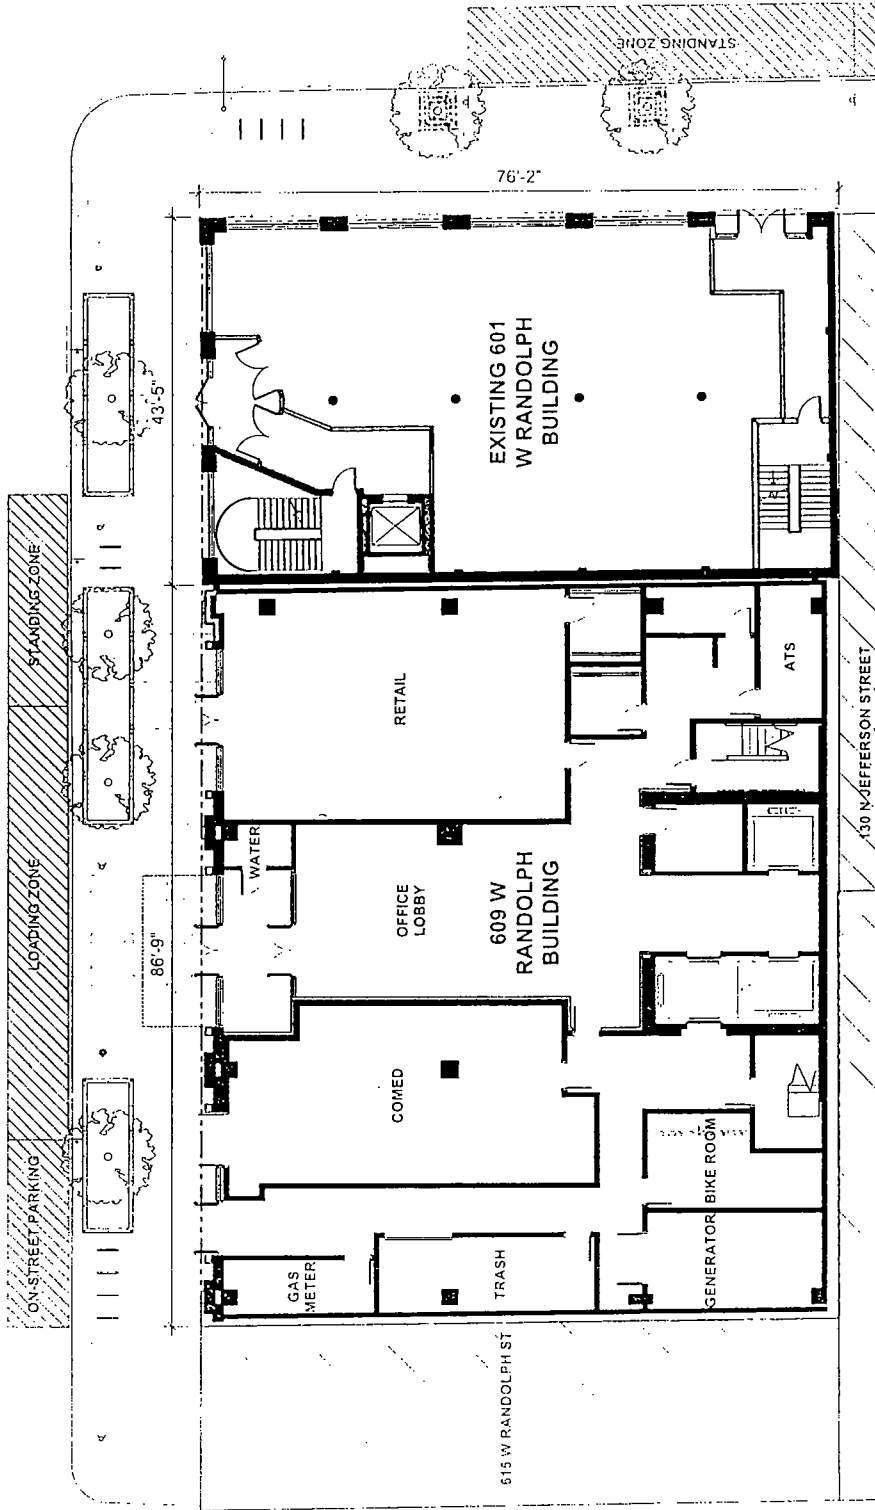 STANDING ZONE
76'-2"
43'-5"
EXISTING 601
W RANDOLPH
BUILDING
STANDING ZONE
LOADING ZONE
ON-STREET PARKING
86'-9"
RETAIL
WATER
OFFICE
LOBBY
609 W
RANDOLPH
BUILDING
ATS
COMED
BIKE ROOM
GENERATOR
GAS
METER
TRASH
130 N JEFFERSON STREET
615 W RANDOLPH ST